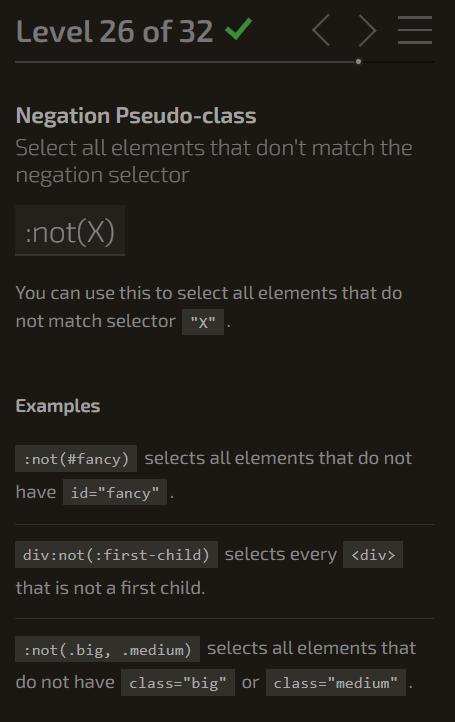 Level 26 of 32
Negation Pseudo-class
Select all elements that don't match the
negation selector
:not(X)
You can use this to select all elements that do
not match selector "X" .
Examples
:not(#fancy) selects all elements that do not
have id="fancy" .
div:not(:first-child) selects every <div>
that is not a first child.
:not(.big, .medium) selects all elements that
do not have class="big" or class="medium" .